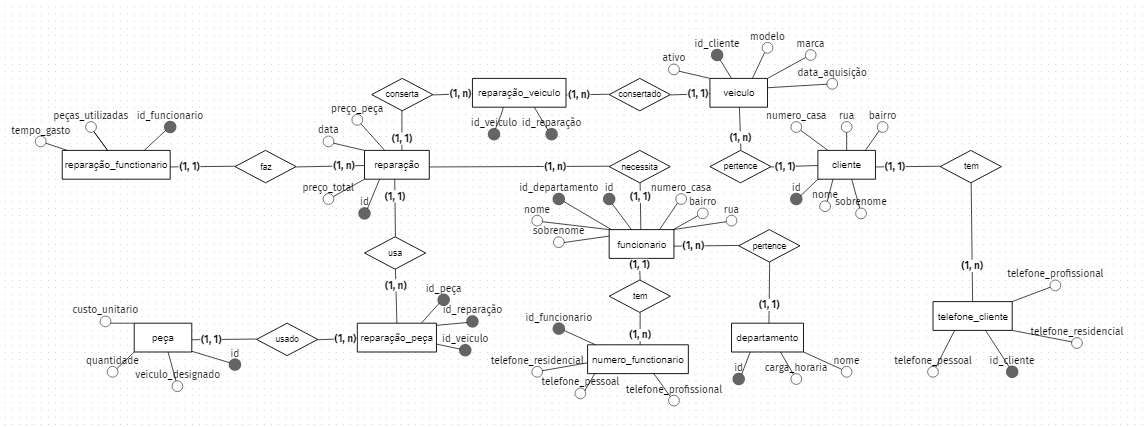 modelo
id_cliente
marca
ativo
data_aquisição
conserta
(1, n)
reparação_veiculo
(1, n)
consertado
(1, 1)
veiculo
preço_peça
peças_utilizadas
id_funcionario
tempo_gasto
data
id_veiculo
id_reparação
numero_casa
rua
bairro
(1, 1)
(1, n)
reparação_funcionario
(1, 1)
faz
(1, n)
reparação
(1, n)
necessita
pertence
(1, 1)
cliente
(1, 1)
tem
preço_total
id
(1, 1)
id_departamento
id
numero_casa
(1, 1)
bairro
rua
nome
sobrenome
id
nome
sobrenome
usa
funcionario
(1, n)
pertence
(1, 1)
tem
(1, n)
telefone_profissional
(1, n)
id_peça
id_reparação
id_veiculo
custo_unitario
(1, 1)
id_funcionario
(1, n)
telefone_cliente
telefone_residencial
peça
(1, 1)
usado
(1, n)
reparação_peça
departamento
quantidade
id
veiculo_designado
telefone_residencial
numero_funcionario
telefone_pessoal
telefone_profissional
id
carga_horaria
nome
telefone_pessoal
id_cliente